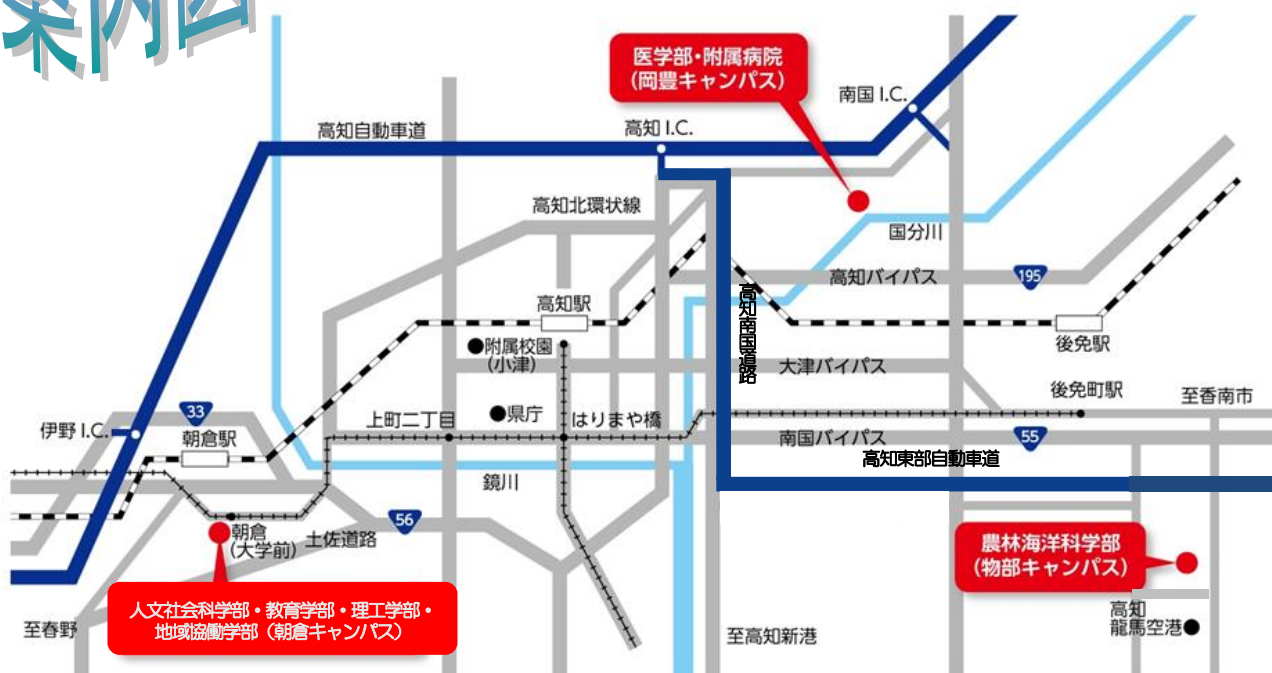 案内図
医学部・附属病院
(岡豊キャンパス)
南国 I.C.
高知自動車道
高知 I.C.
高知北環状線
国分川
高知バイパス
195
高知駅
高知南国道路
附属校園
(小津)
後免駅
大津バイパス
後免町駅
至香南市
33
上町二丁目
県庁
はりまや橋
伊野 I.C.
朝倉駅
南国バイパス
55
高知東部自動車道
鏡川
56
朝倉
(大学前)
土佐道路
農林海洋科学部
(物部キャンパス)
人文社会科学部・教育学部・理工学部・
地域協働学部(朝倉キャンパス)
至春野
至高知新港
高知
龍馬空港